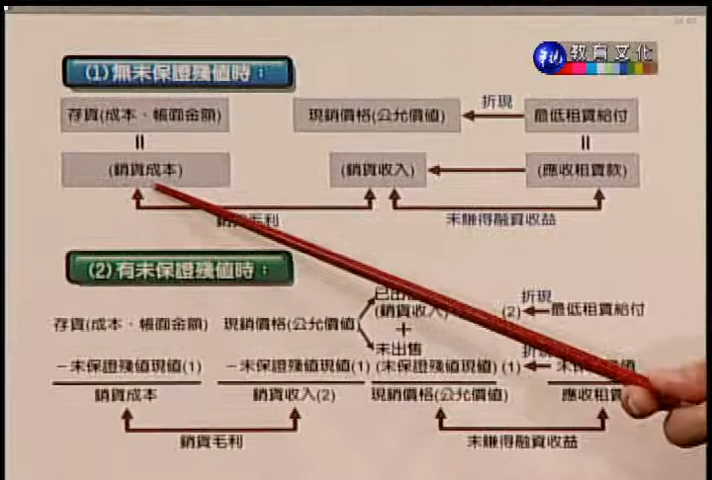 華視 教育文化
(1)無未保證殘值時：
存貨(成本、帳面金額) 現銷價格(公允價值) 折現 最低租賃給付
(銷貨成本) (銷貨收入) (應收租賃款)
銷貨毛利 未賺得融資收益
(2)有未保證殘值時：
已出
折現
存貨(成本、帳面金額) 現銷價格(公允價值) (銷貨收入) (2) 最低租賃給付
+
未出售
折現
－未保證殘值現值(1) －未保證殘值現值(1) (未保證殘值現值) (1)
銷貨成本 銷貨收入(2) 現銷價格(公允價值) 應收租賃
銷貨毛利 未賺得融資收益